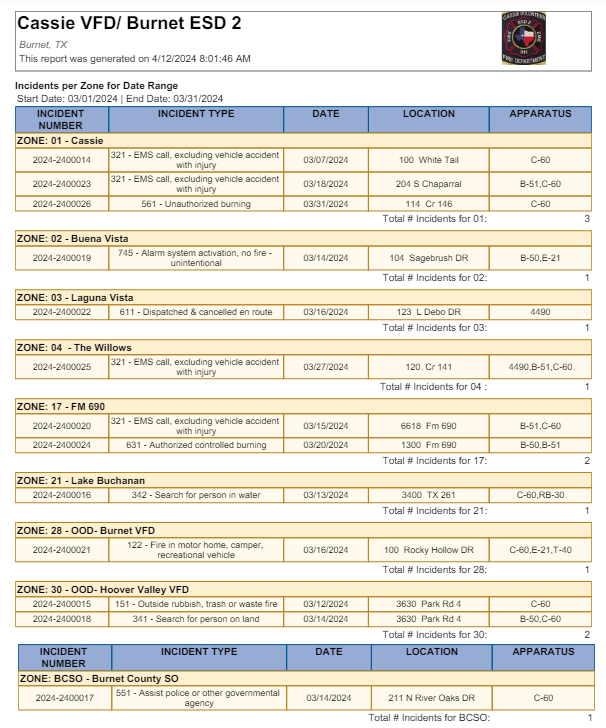 Cassie VFD/ Burnet ESD 2
Burnet, TX
This report was generated on 4/12/2024 8:01:46 AM
CASSIE VOLUNTEER
ESD 2
911
FIRE DEPARTMENT
Incidents per Zone for Date Range
Start Date: 03/01/2024 | End Date: 03/31/2024
INCIDENT NUMBER INCIDENT TYPE DATE LOCATION APPARATUS
ZONE: 01 - Cassie
2024-2400014 321 - EMS call, excluding vehicle accident with injury 03/07/2024 100 White Tail C-60
2024-2400023 321 - EMS call, excluding vehicle accident with injury 03/18/2024 204 S Chaparral B-51,C-60
2024-2400026 561 - Unauthorized burning 03/31/2024 114 Cr 146 C-60
Total # Incidents for 01: 3
ZONE: 02 - Buena Vista
2024-2400019 745 - Alarm system activation, no fire - unintentional 03/14/2024 104 Sagebrush DR B-50,E-21
Total # Incidents for 02: 1
ZONE: 03 - Laguna Vista
2024-2400022 611 - Dispatched & cancelled en route 03/16/2024 123 L Debo DR 4490
Total # Incidents for 03: 1
ZONE: 04 - The Willows
2024-2400025 321 - EMS call, excluding vehicle accident with injury 03/27/2024 120 Cr 141 4490,B-51,C-60
Total # Incidents for 04 : 1
ZONE: 17 - FM 690
2024-2400020 321 - EMS call, excluding vehicle accident with injury 03/15/2024 6618 Fm 690 B-51,C-60
2024-2400024 631 - Authorized controlled burning 03/20/2024 1300 Fm 690 B-50,B-51
Total # Incidents for 17: 2
ZONE: 21 - Lake Buchanan
2024-2400016 342 - Search for person in water 03/13/2024 3400 TX 261 C-60,RB-30
Total # Incidents for 21: 1
ZONE: 28 - OOD- Burnet VFD
2024-2400021 122 - Fire in motor home, camper, recreational vehicle 03/16/2024 100 Rocky Hollow DR C-60,E-21,T-40
Total # Incidents for 28: 1
ZONE: 30 - OOD- Hoover Valley VFD
2024-2400015 151 - Outside rubbish, trash or waste fire 03/12/2024 3630 Park Rd 4 C-60
2024-2400018 341 - Search for person on land 03/14/2024 3630 Park Rd 4 B-50,C-60
Total # Incidents for 30: 2
INCIDENT NUMBER INCIDENT TYPE DATE LOCATION APPARATUS
ZONE: BCSO - Burnet County SO
2024-2400017 551 - Assist police or other governmental agency 03/14/2024 211 N River Oaks DR C-60
Total # Incidents for BCSO: 1